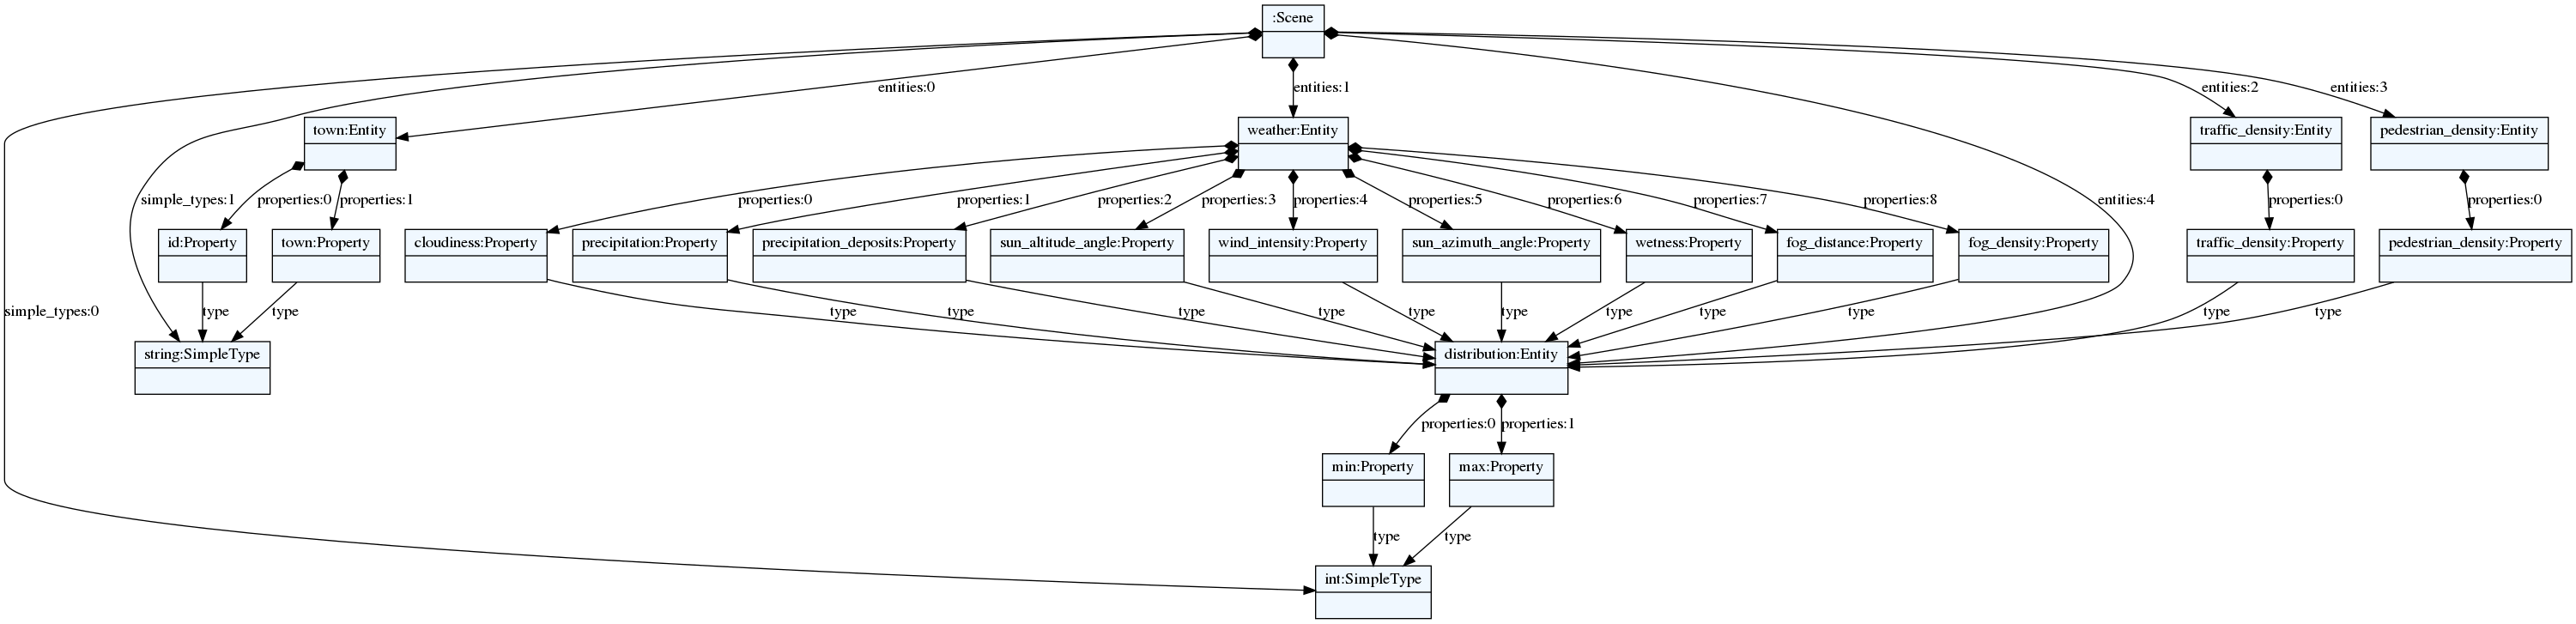 :Scene
entities:0
entities:1
entities:2
entities:3
town:Entity
weather:Entity
traffic_density:Entity
pedestrian_density:Entity
simple_types:1
properties:0
properties:1
properties:0
properties:1
properties:2
properties:3
properties:4
properties:5
properties:6
properties:7
properties:8
entities:4
properties:0
properties:0
id:Property
town:Property
cloudiness:Property
precipitation:Property
precipitation_deposits:Property
sun_altitude_angle:Property
wind_intensity:Property
sun_azimuth_angle:Property
wetness:Property
fog_distance:Property
fog_density:Property
traffic_density:Property
pedestrian_density:Property
simple_types:0
type
type
type
type
type
type
type
type
type
type
type
type
type
string:SimpleType
distribution:Entity
properties:0
properties:1
min:Property
max:Property
type
type
int:SimpleType